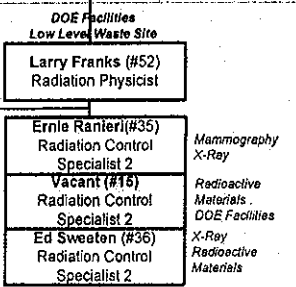 DOE Facilities
Low Level Waste Site
Larry Franks (#52)
Radiation Physicist
Ernie Ranieri(#35)
Radiation Control
Specialist 2
Mammography
X-Ray
Vacant (#15)
Radiation Control
Specialist 2
Radioactive
Materials
DOE Facilities
Ed Sweeten (#36)
Radiation Control
Specialist 2
X-Ray
Radioactive
Materials